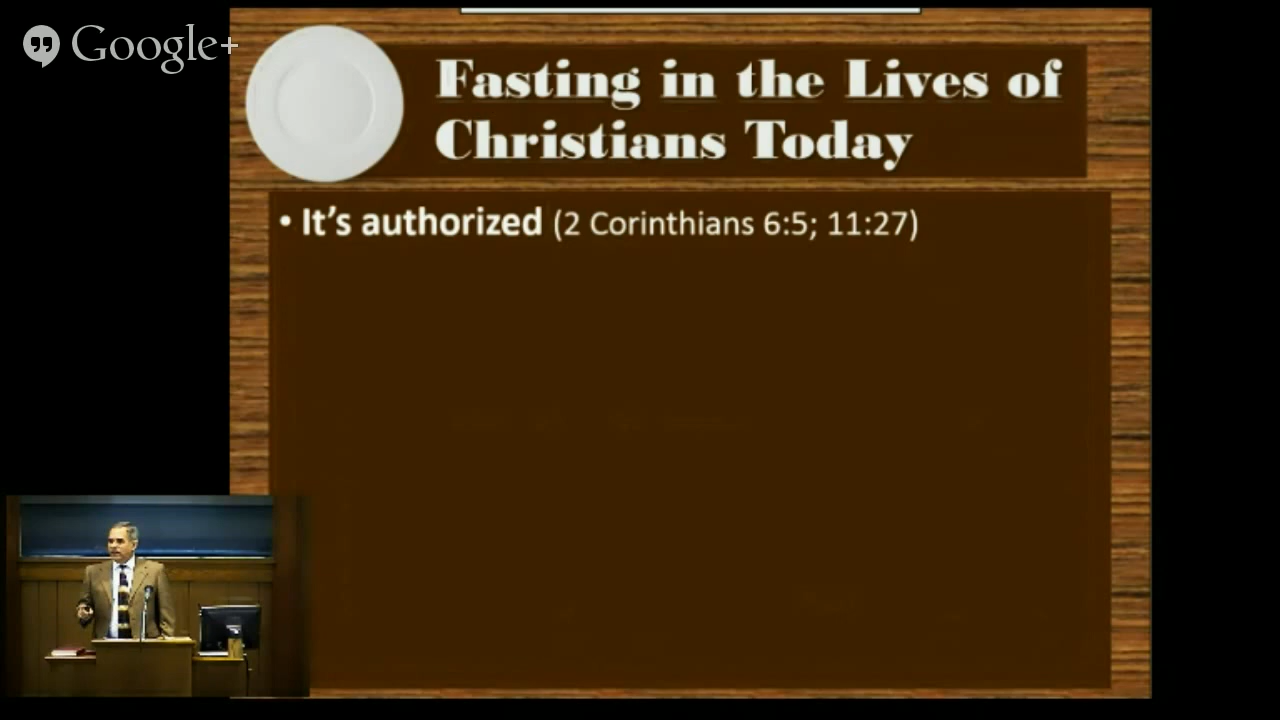 Google+
Fasting in the Lives of
Christians Today
• It's authorized (2 Corinthians 6:5; 11:27)